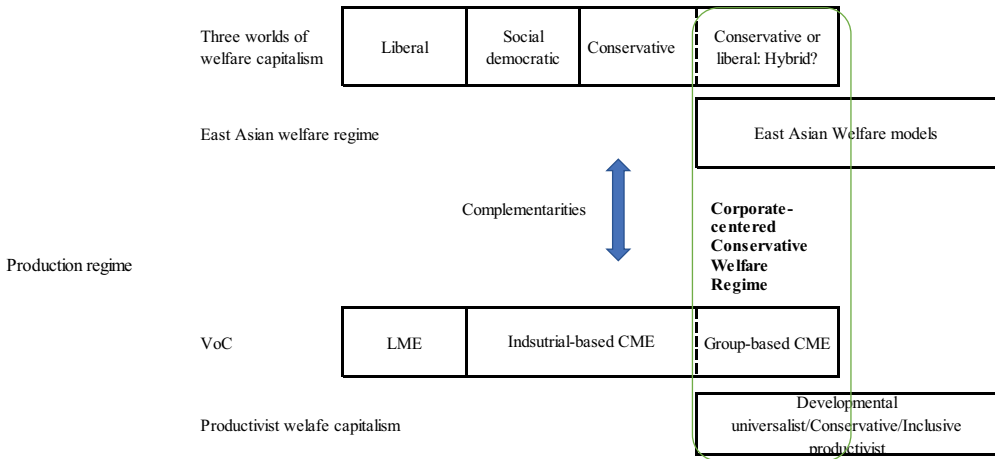 Three worlds of
welfare capitalism
Liberal
Social
democratic
Conservative
Conservative or
liberal: Hybrid?
East Asian welfare regime
East Asian Welfare models
Complementarities
Corporate-
centered
Conservative
Welfare
Regime
Production regime
VoC
LME
Indsutrial-based CME
Group-based CME
Productivist welafe capitalism
Developmental
universalist/Conservative/Inclusive
productivist